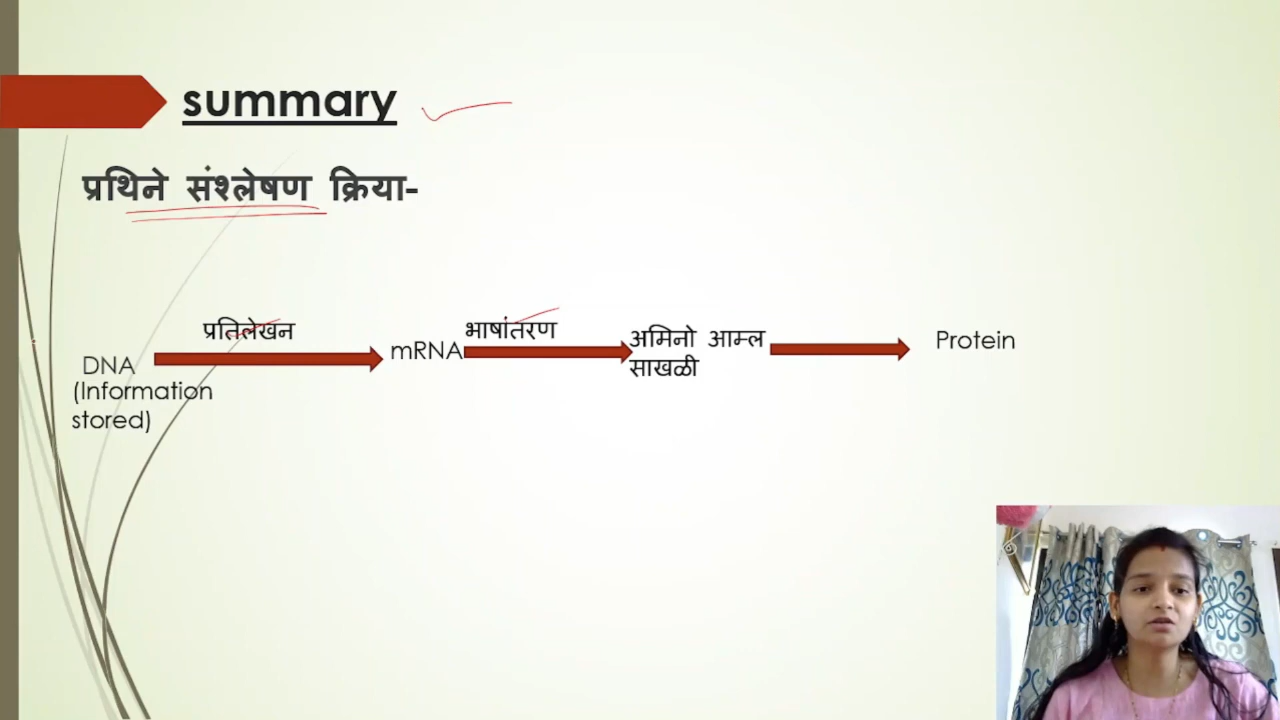 summary
प्रथिने संश्लेषण क्रिया-
प्रतिलेखन
भाषांतरण
DNA
(Information
stored)
mRNA
अमिनो आम्ल
साखळी
Protein